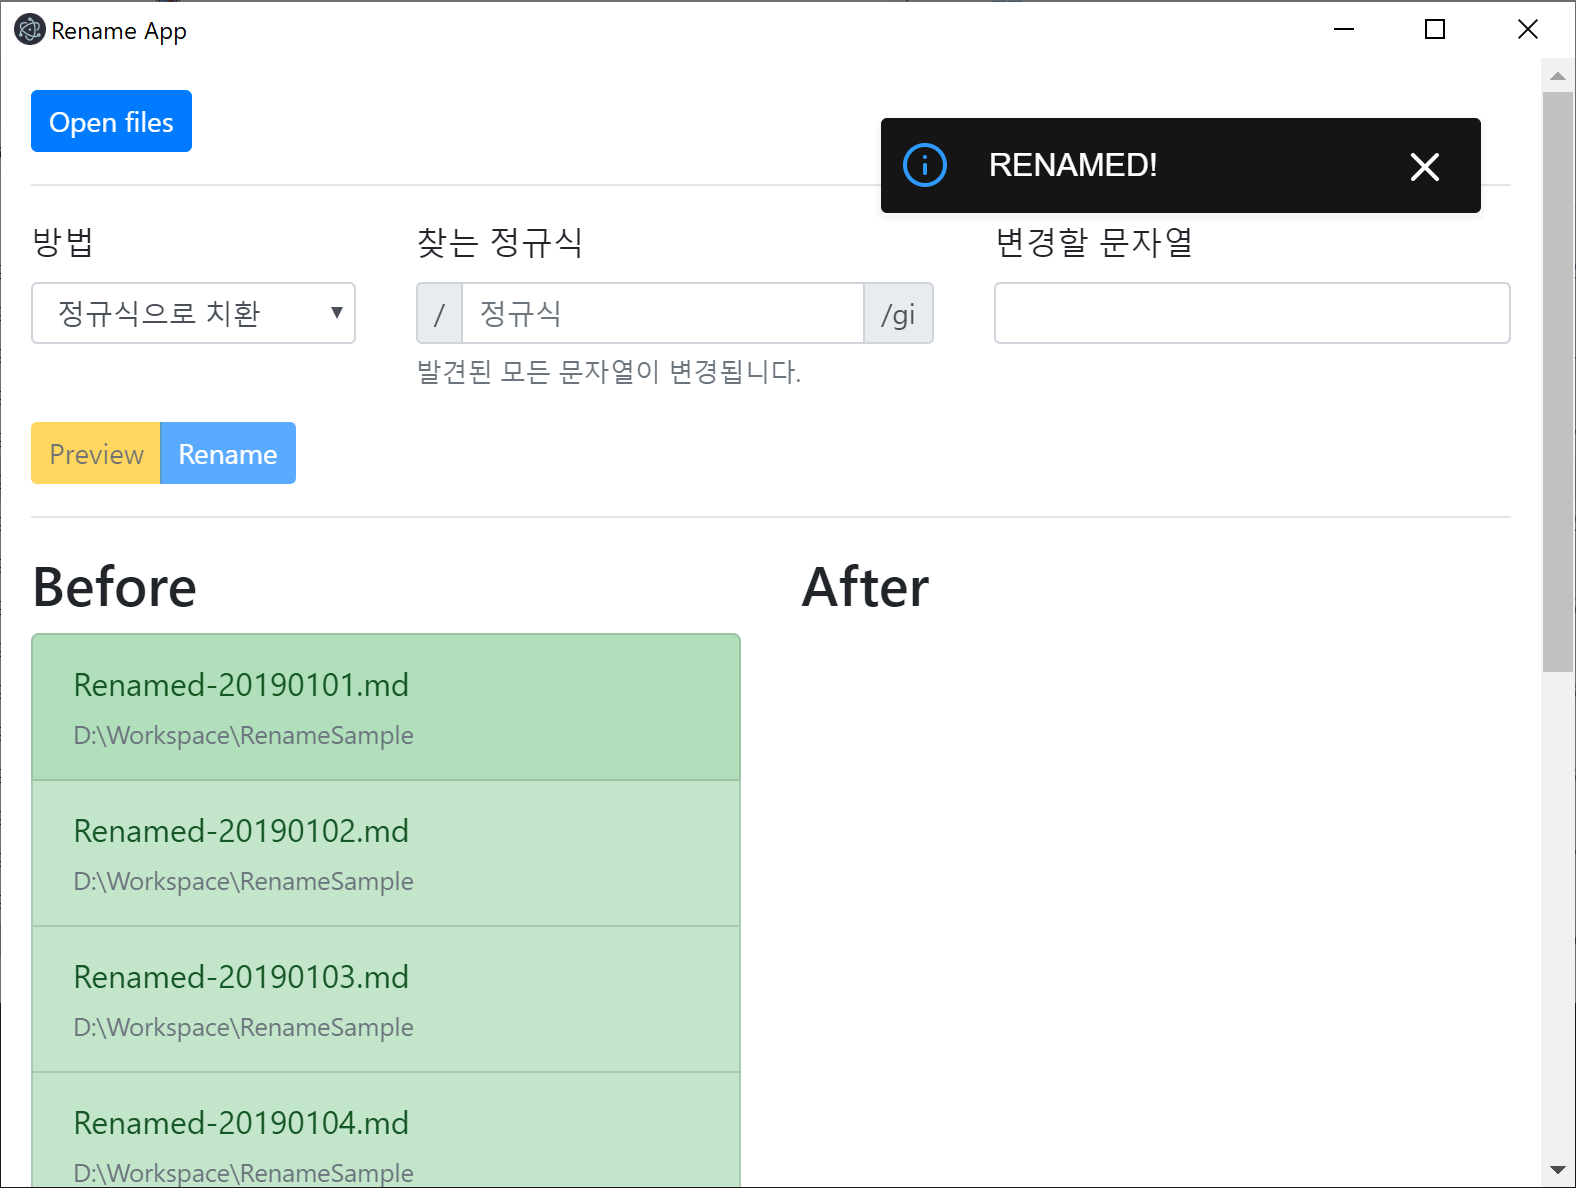 Rename App
Open files
RENAMED!
방법
찾는 정규식
변경할 문자열
정규식으로 치환
/
정규식
/gi
발견된 모든 문자열이 변경됩니다.
Preview
Rename
Before
After
Renamed-20190101.md
D:\Workspace\RenameSample
Renamed-20190102.md
D:\Workspace\RenameSample
Renamed-20190103.md
D:\Workspace\RenameSample
Renamed-20190104.md
D:\Workspace\RenameSample